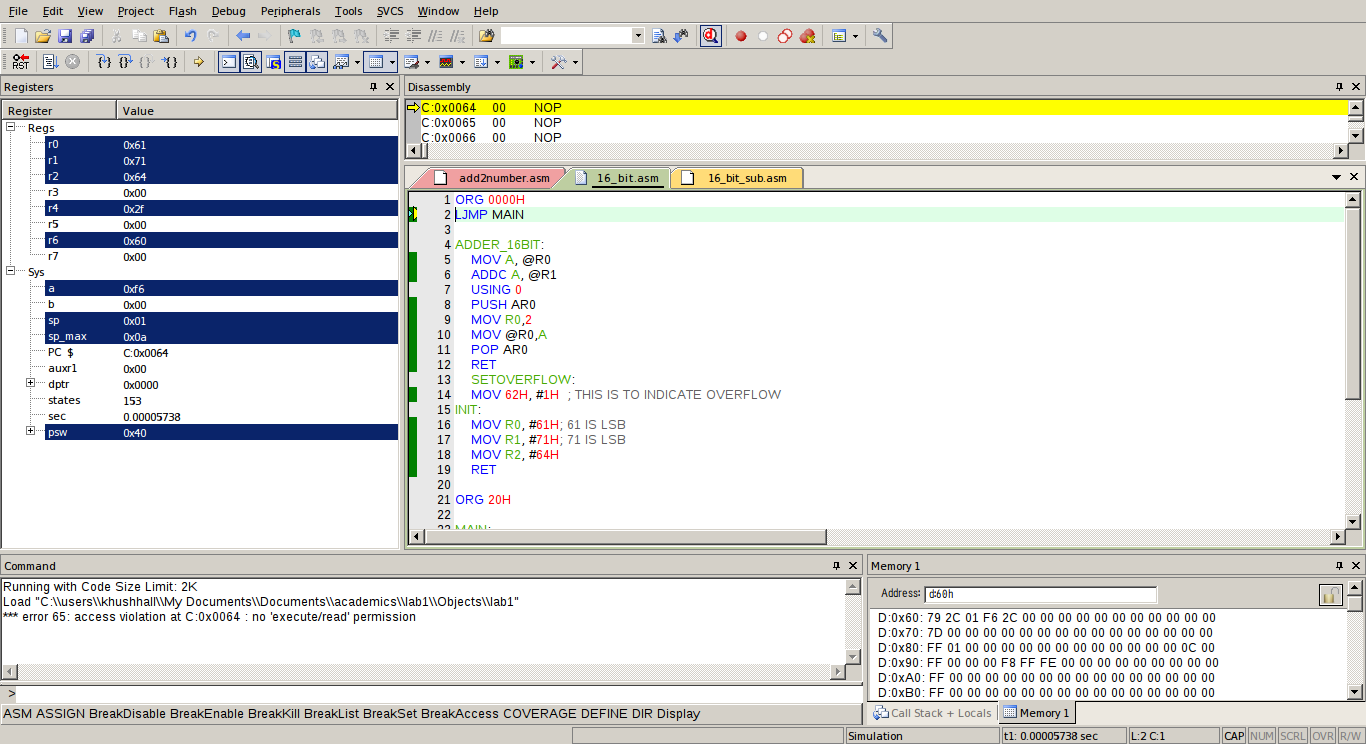 File Edit View Project Flash Debug Peripherals Tools SVCS Window Help
RST
Registers
Register Value
Regs
r0 0x61
r1 0x71
r2 0x64
r3 0x00
r4 0x2f
r5 0x00
r6 0x60
r7 0x00
Sys
a 0xf6
b 0x00
sp 0x01
sp_max 0x0a
PC $ C:0x0064
auxr1 0x00
dptr 0x0000
states 153
sec 0.00005738
psw 0x40
Disassembly
C:0x0064 00 NOP
C:0x0065 00 NOP
C:0x0066 00 NOP
add2number.asm 16_bit.asm 16_bit_sub.asm
1 ORG 0000H
2 LJMP MAIN
3
4 ADDER_16BIT:
5 MOV A, @R0
6 ADDC A, @R1
7 USING 0
8 PUSH AR0
9 MOV R0,2
10 MOV @R0,A
11 POP AR0
12 RET
13 SETOVERFLOW:
14 MOV 62H, #1H ; THIS IS TO INDICATE OVERFLOW
15 INIT:
16 MOV R0, #61H; 61 IS LSB
17 MOV R1, #71H; 71 IS LSB
18 MOV R2, #64H
19 RET
20
21 ORG 20H
22
23 MAIN:
Command
Running with Code Size Limit: 2K
Load "C:\\users\\khushhall\\My Documents\\Documents\\academics\\lab1\\Objects\\lab1"
*** error 65: access violation at C:0x0064 : no 'execute/read' permission
>
ASM ASSIGN BreakDisable BreakEnable BreakKill BreakList BreakSet BreakAccess COVERAGE DEFINE DIR Display
Memory 1
Address: d:60h
D:0x60: 79 2C 01 F6 2C 00 00 00 00 00 00 00 00 00 00 00
D:0x70: 7D 00 00 00 00 00 00 00 00 00 00 00 00 00 00 00
D:0x80: FF 01 00 00 00 00 00 00 00 00 00 00 00 00 0C 00
D:0x90: FF 00 00 00 F8 FF FE 00 00 00 00 00 00 00 00 00
D:0xA0: FF 00 00 00 00 00 00 00 00 00 00 00 00 00 00 00
D:0xB0: FF 00 00 00 00 00 00 00 00 00 00 00 00 00 00 00
Call Stack + Locals Memory 1
Simulation t1: 0.00005738 sec L:2 C:1 CAP NUM SCRL OVR R/W